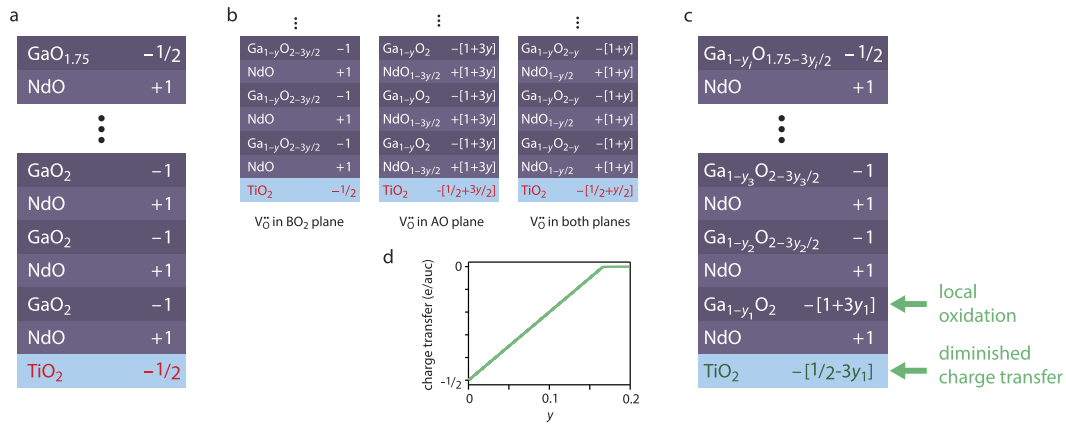 a
GaO1.75 −1/2
NdO +1
GaO2 −1
NdO +1
GaO2 −1
NdO +1
GaO2 −1
NdO +1
TiO2 −1/2
b
Ga1−yO2−3y/2 −1
NdO +1
Ga1−yO2−3y/2 −1
NdO +1
Ga1−yO2−3y/2 −1
NdO +1
TiO2 −1/2
VÖ in BO2 plane
Ga1−yO2 −[1+3y]
NdO1−3y/2 +[1+3y]
Ga1−yO2 −[1+3y]
NdO1−3y/2 +[1+3y]
Ga1−yO2 −[1+3y]
NdO1−3y/2 +[1+3y]
TiO2 -[1/2+3y/2]
VÖ in AO plane
Ga1−yO2−y −[1+y]
NdO1−y/2 +[1+y]
Ga1−yO2−y −[1+y]
NdO1−y/2 +[1+y]
Ga1−yO2−y −[1+y]
NdO1−y/2 +[1+y]
TiO2 −[1/2+y/2]
VÖ in both planes
d
charge transfer (e/auc)
0
−1/2
0
0.2
y
c
Ga1−yiO1.75−3yi/2 −1/2
NdO +1
Ga1−y3O2−3y3/2 −1
NdO +1
Ga1−y2O2−3y2/2 −1
NdO +1
Ga1−y1O2 −[1+3y1]
NdO +1
TiO2 −[1/2-3y1]
local
oxidation
diminished
charge transfer